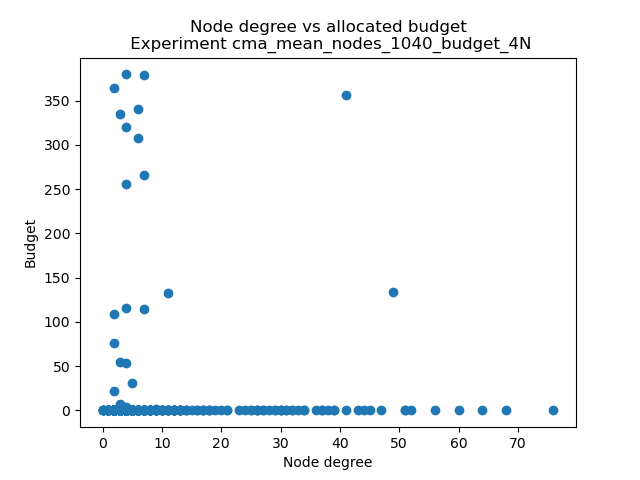 Node degree vs allocated budget
Experiment cma_mean_nodes_1040_budget_4N
350
300
250
200
150
100
50
0
Budget
0 10 20 30 40 50 60 70
Node degree